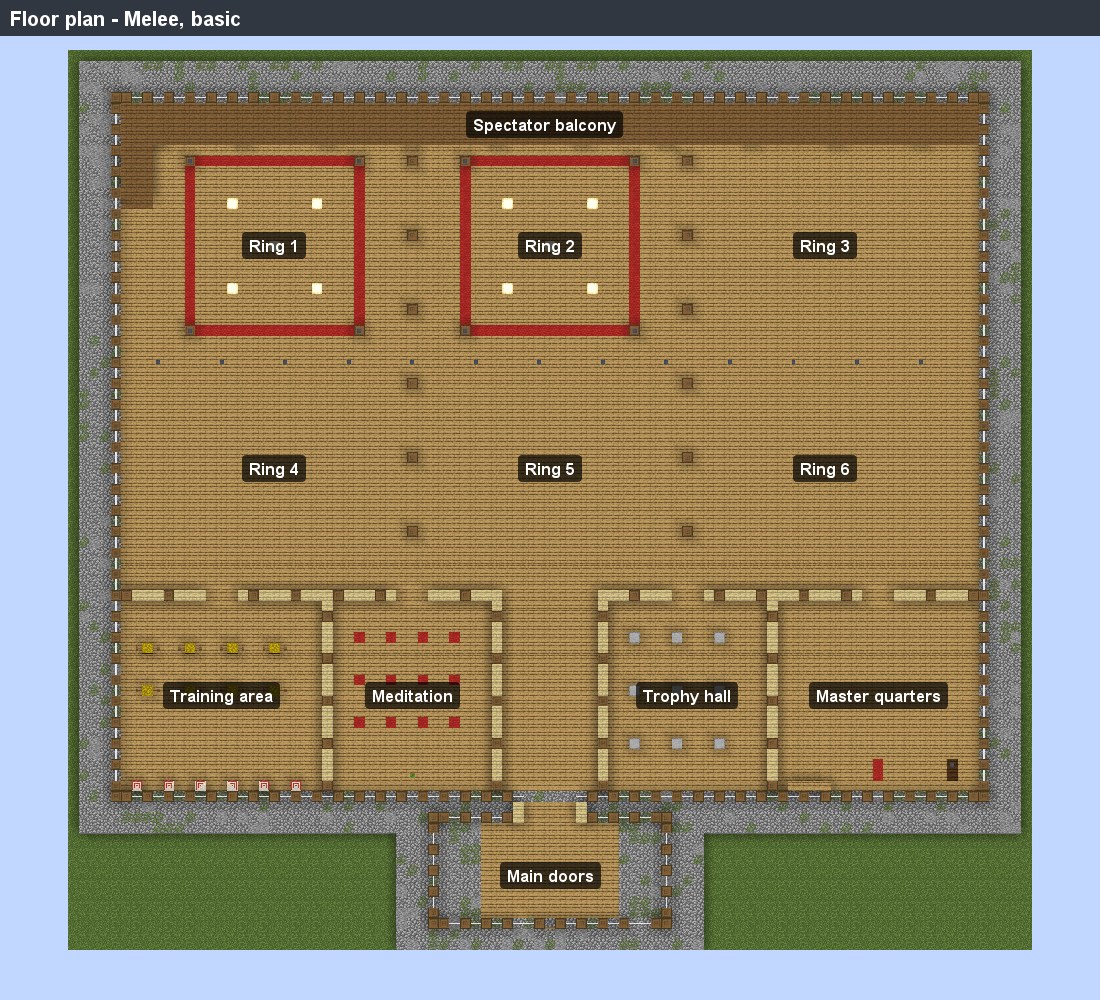 Floor plan - Melee, basic
Spectator balcony
Ring 1
Ring 2
Ring 3
Ring 4
Ring 5
Ring 6
Training area
Meditation
Trophy hall
Master quarters
Main doors